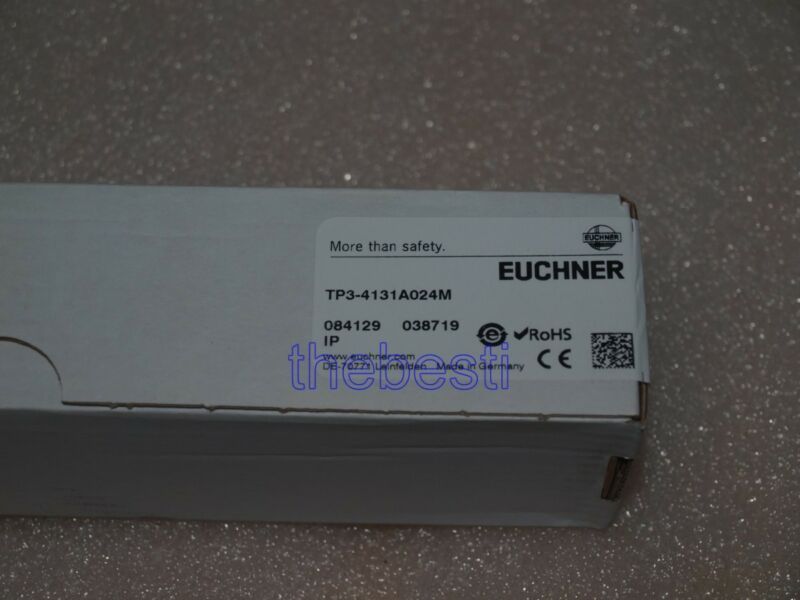 More than safety.
EUCHNER
EUCHNER
TP3-4131A024M
084129 038719
IP
RoHS
CE
www.euchner.com
DE-70771 Leinfelden Made in Germany
thebesti